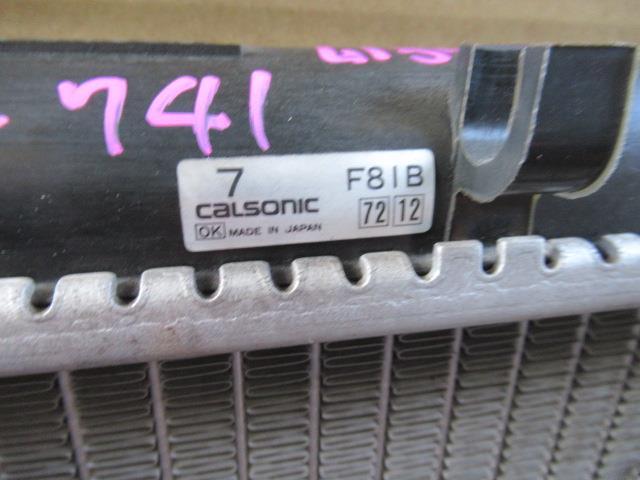 741
7 F81B
CALSONIC 72 12
OK MADE IN JAPAN